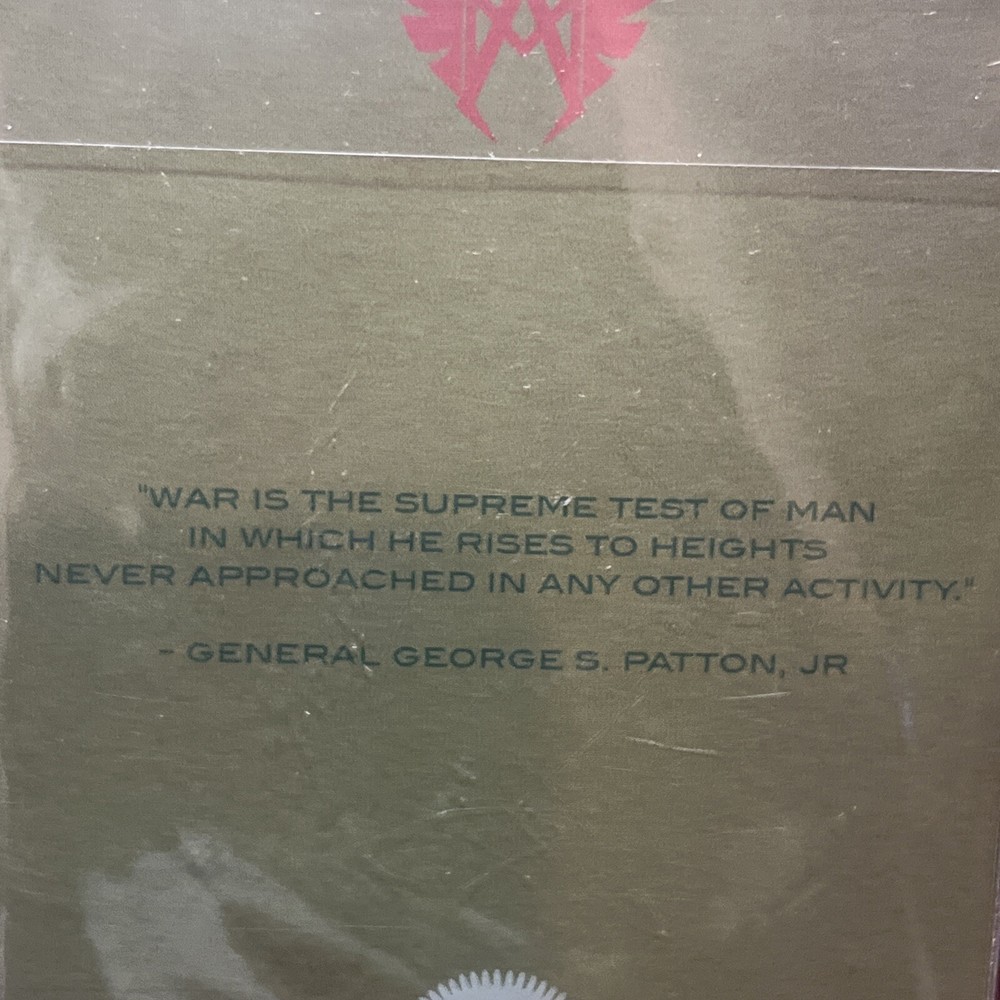 "WAR IS THE SUPREME TEST OF MAN
IN WHICH HE RISES TO HEIGHTS
NEVER APPROACHED IN ANY OTHER ACTIVITY."
- GENERAL GEORGE S. PATTON, JR